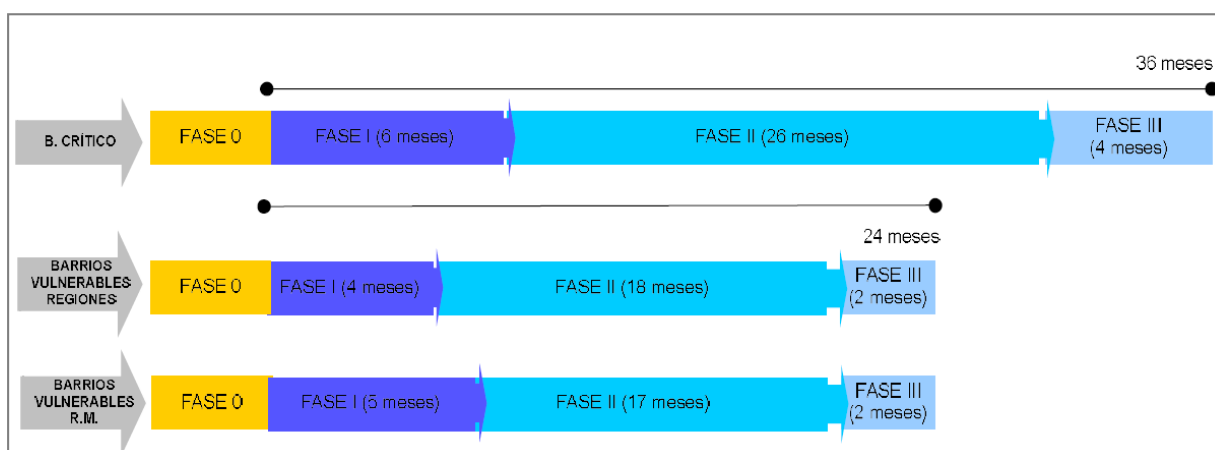 36 meses
B. CRÍTICO
FASE 0
FASE I (6 meses)
FASE II (26 meses)
FASE III
(4 meses)
24 meses
BARRIOS
VULNERABLES
REGIONES
FASE 0
FASE I (4 meses)
FASE II (18 meses)
FASE III
(2 meses)
BARRIOS
VULNERABLES
R.M.
FASE 0
FASE I (5 meses)
FASE II (17 meses)
FASE III
(2 meses)